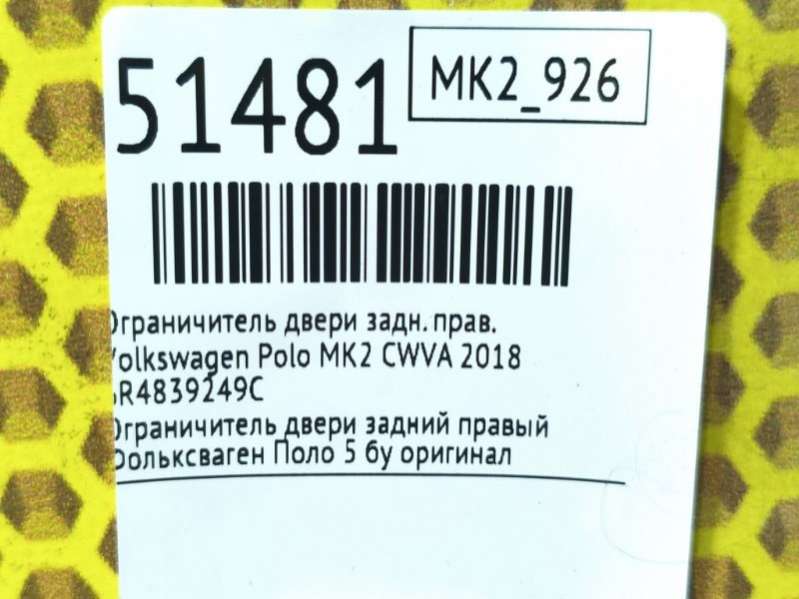 51481
MK2_926
Ограничитель двери задн. прав.
Volkswagen Polo MK2 CWVA 2018
6R4839249C
Ограничитель двери задний правый
Фольксваген Поло 5 бу оригинал